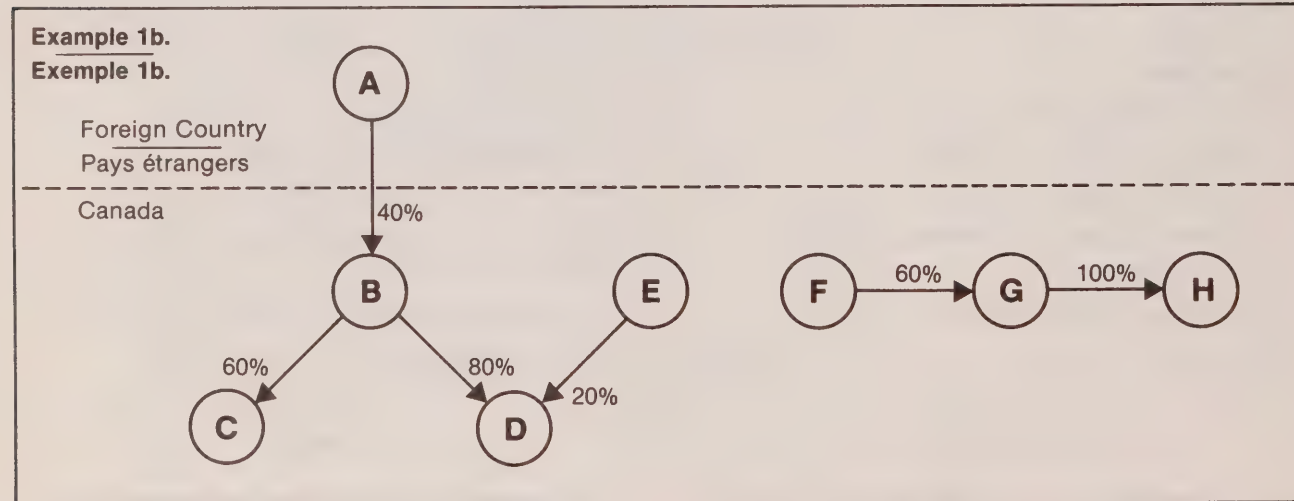 Example 1b.
Exemple 1b.
A
Foreign Country
Pays étrangers
Canada
40%
B
E
F
60%
G
100%
H
60%
80%
20%
C
D